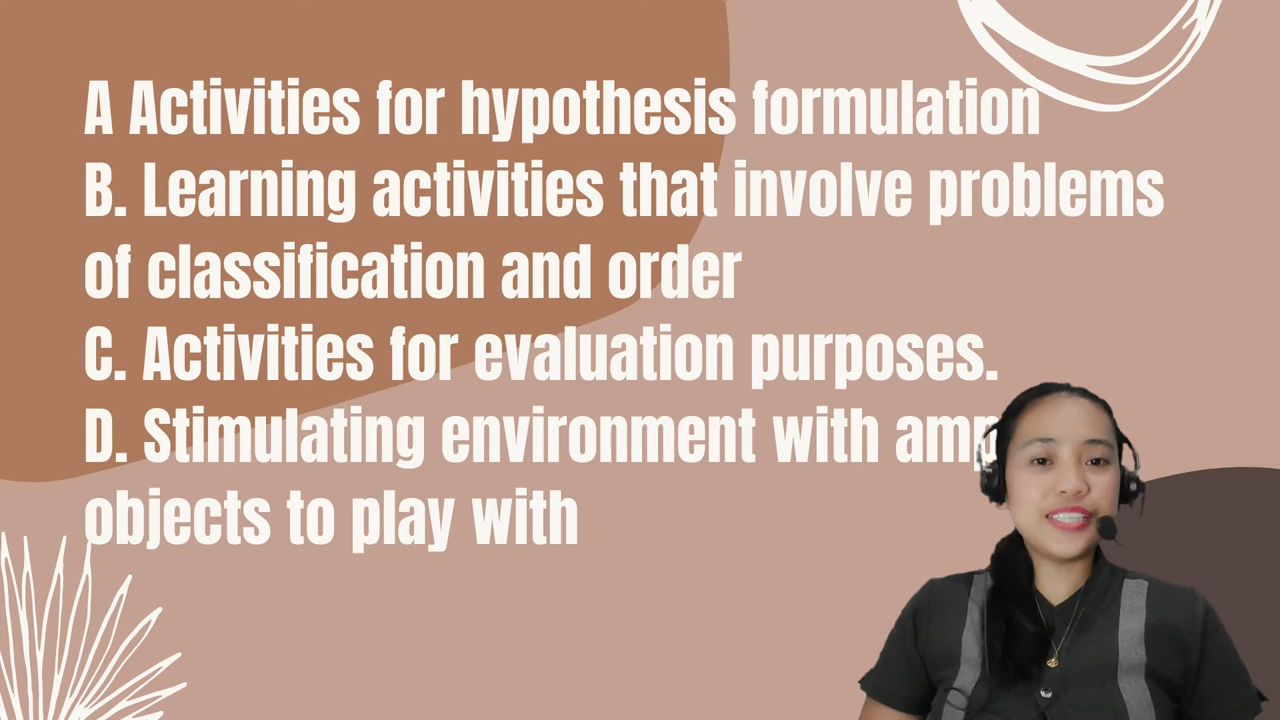 A Activities for hypothesis formulation
B. Learning activities that involve problems
of classification and order
C. Activities for evaluation purposes.
D. Stimulating environment with
objects to play with